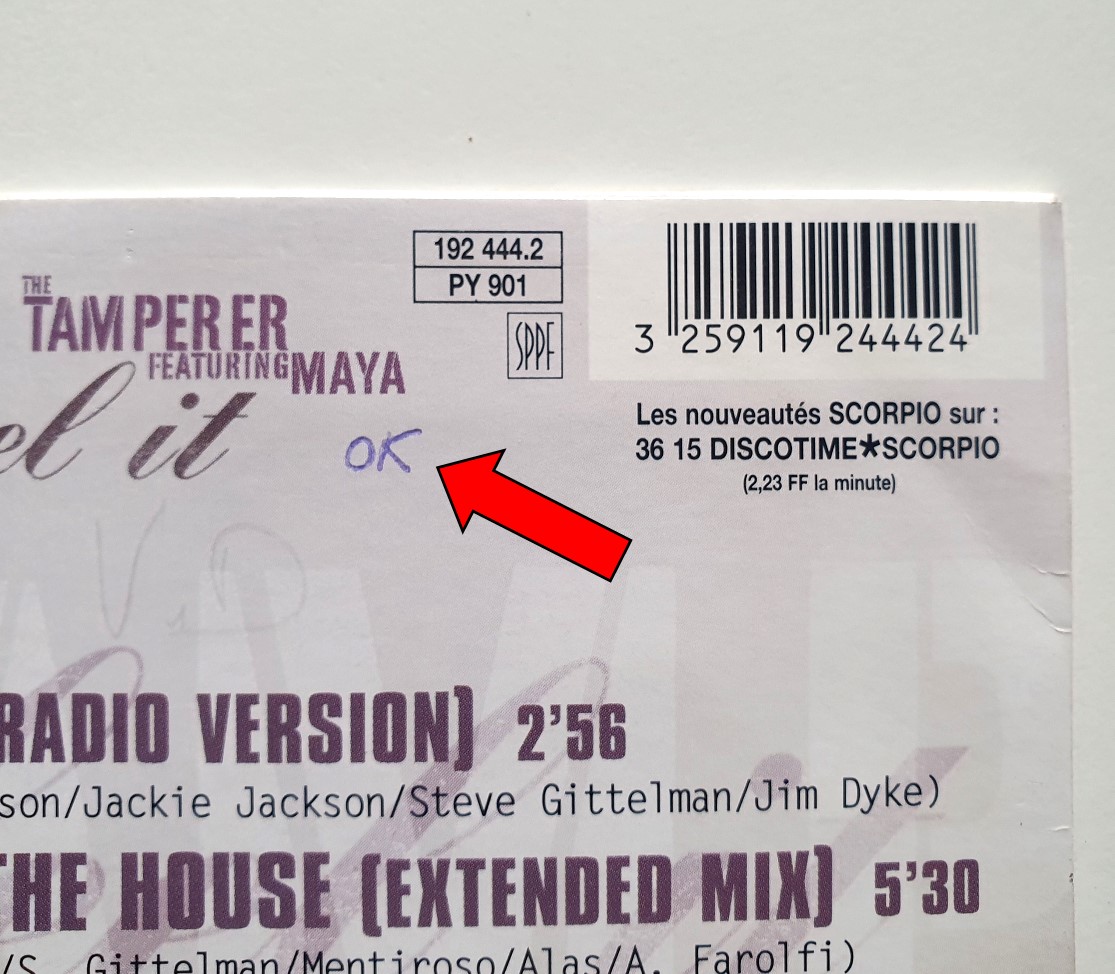 192 444.2
PY 901
SPPF
3 259119 244424
THE
TAMPERER
FEATURING MAYA
el it
OK
Les nouveautés SCORPIO sur :
36 15 DISCOTIME*SCORPIO
(2,23 FF la minute)
RADIO VERSION) 2'56
son/Jackie Jackson/Steve Gittelman/Jim Dyke)
THE HOUSE (EXTENDED MIX) 5'30
/S. Gittelman/Mentiroso/Alas/A. Farolfi)